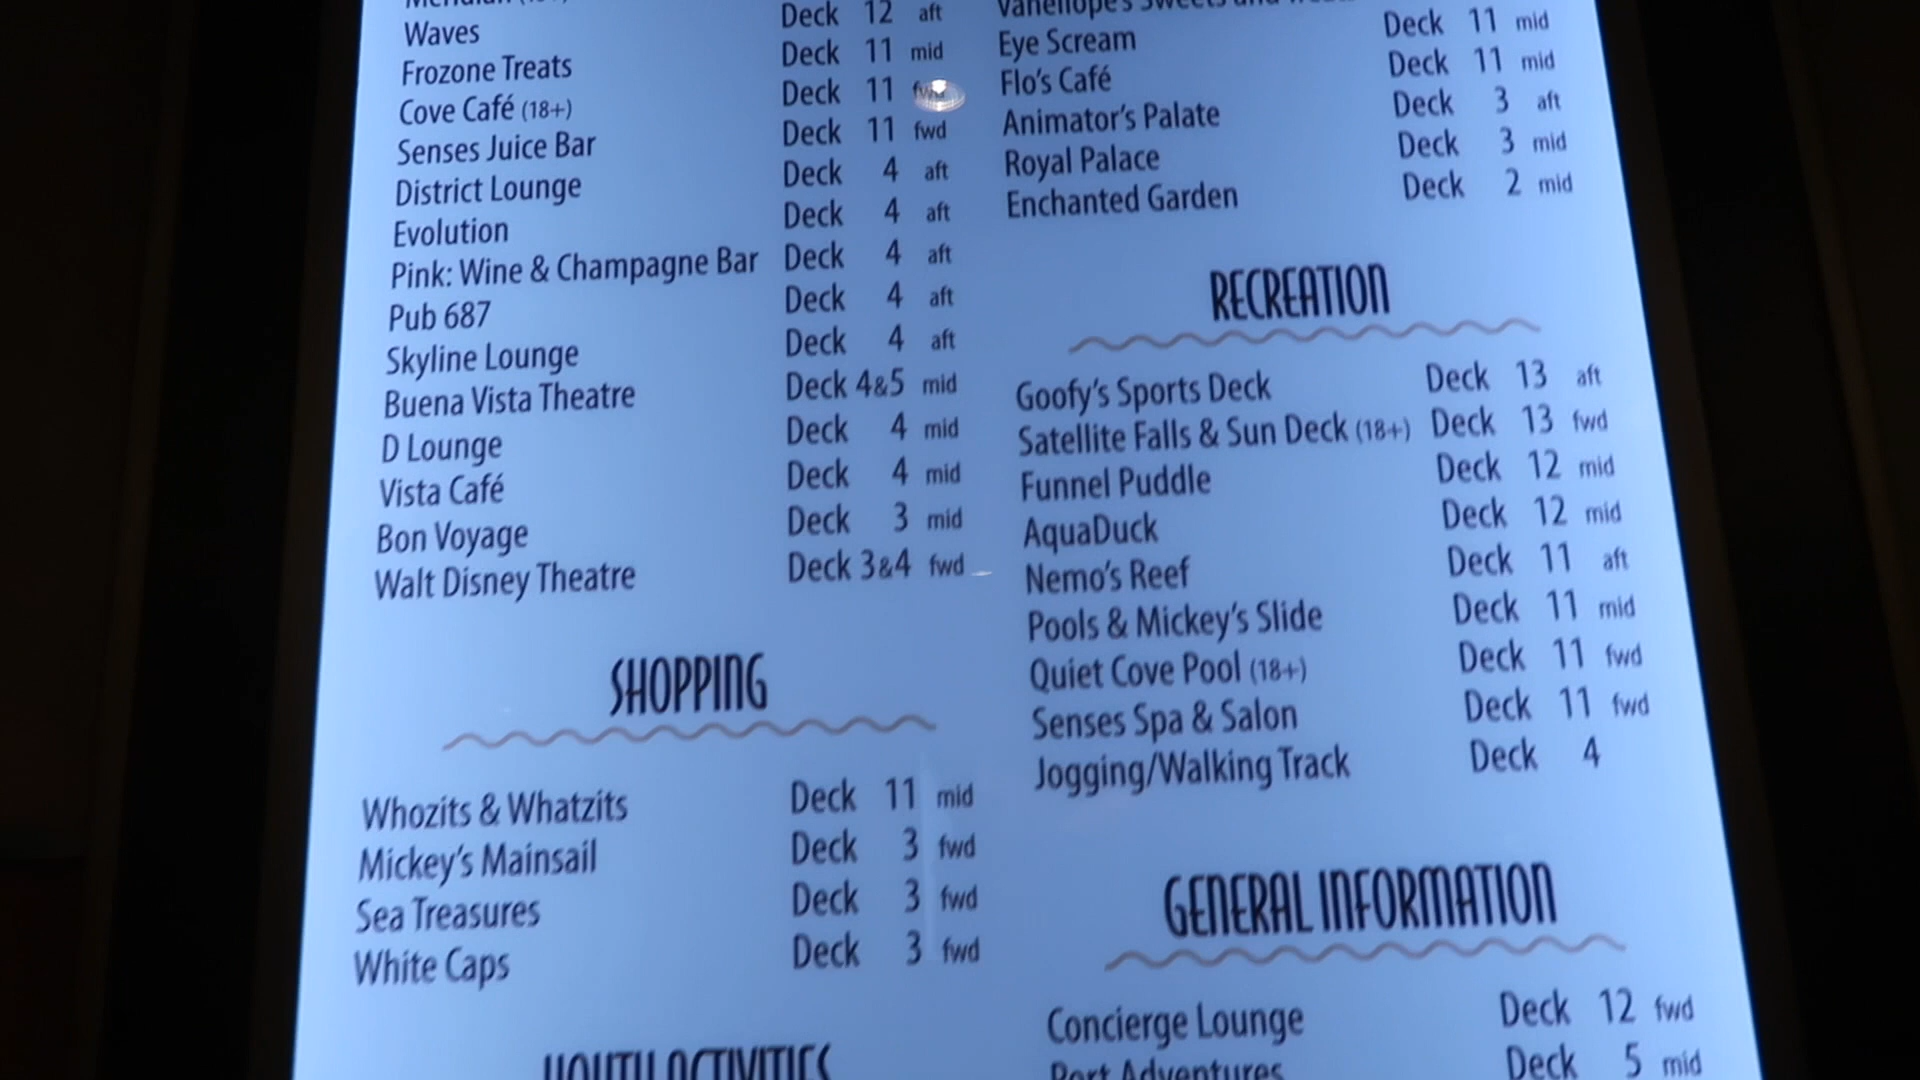 Waves Deck 12 aft
Frozone Treats Deck 11 mid
Cove Café (18+) Deck 11 fwd
Senses Juice Bar Deck 11 fwd
District Lounge Deck 4 aft
Evolution Deck 4 aft
Pink: Wine & Champagne Bar Deck 4 aft
Pub 687 Deck 4 aft
Skyline Lounge Deck 4 aft
Buena Vista Theatre Deck 4&5 mid
D Lounge Deck 4 mid
Vista Café Deck 4 mid
Bon Voyage Deck 3 mid
Walt Disney Theatre Deck 3&4 fwd
SHOPPING
Whozits & Whatzits Deck 11 mid
Mickey's Mainsail Deck 3 fwd
Sea Treasures Deck 3 fwd
White Caps Deck 3 fwd
YOUTH ACTIVITIES
Vanellope's Sweets and
Eye Scream Deck 11 mid
Flo's Café Deck 11 mid
Animator's Palate Deck 3 aft
Royal Palace Deck 3 mid
Enchanted Garden Deck 2 mid
RECREATION
Goofy's Sports Deck Deck 13 aft
Satellite Falls & Sun Deck (18+) Deck 13 fwd
Funnel Puddle Deck 12 mid
AquaDuck Deck 12 mid
Nemo's Reef Deck 11 aft
Pools & Mickey's Slide Deck 11 mid
Quiet Cove Pool (18+) Deck 11 fwd
Senses Spa & Salon Deck 11 fwd
Jogging/Walking Track Deck 4
GENERAL INFORMATION
Concierge Lounge Deck 12 fwd
Port Adventures Deck 5 mid